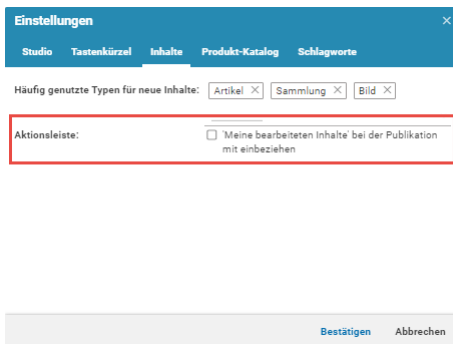 Einstellungen
Studio Tastenkürzel Inhalte Produkt-Katalog Schlagworte
Häufig genutzte Typen für neue Inhalte: Artikel Sammlung Bild
Aktionsleiste: 'Meine bearbeiteten Inhalte' bei der Publikation
mit einbeziehen
Bestätigen Abbrechen